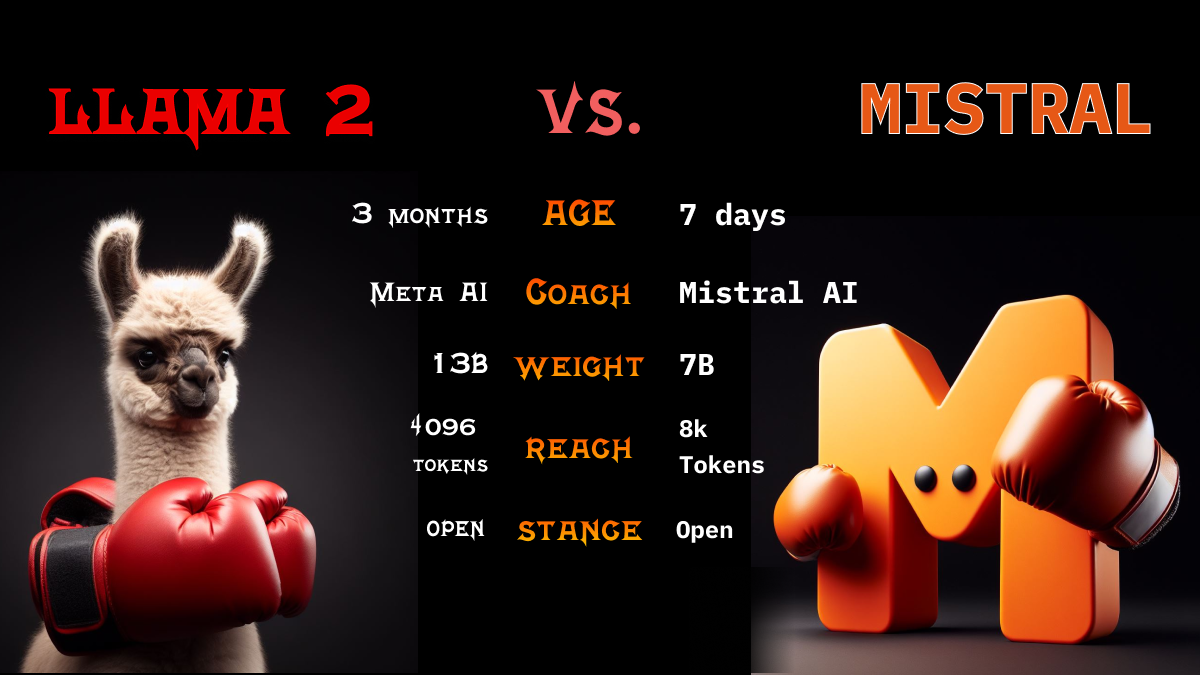 LLAMA 2 VS. MISTRAL
3 MONTHS AGE 7 days
META AI COACH Mistral AI
13B WEIGHT 7B
4096 TOKENS REACH 8k Tokens
OPEN STANCE Open